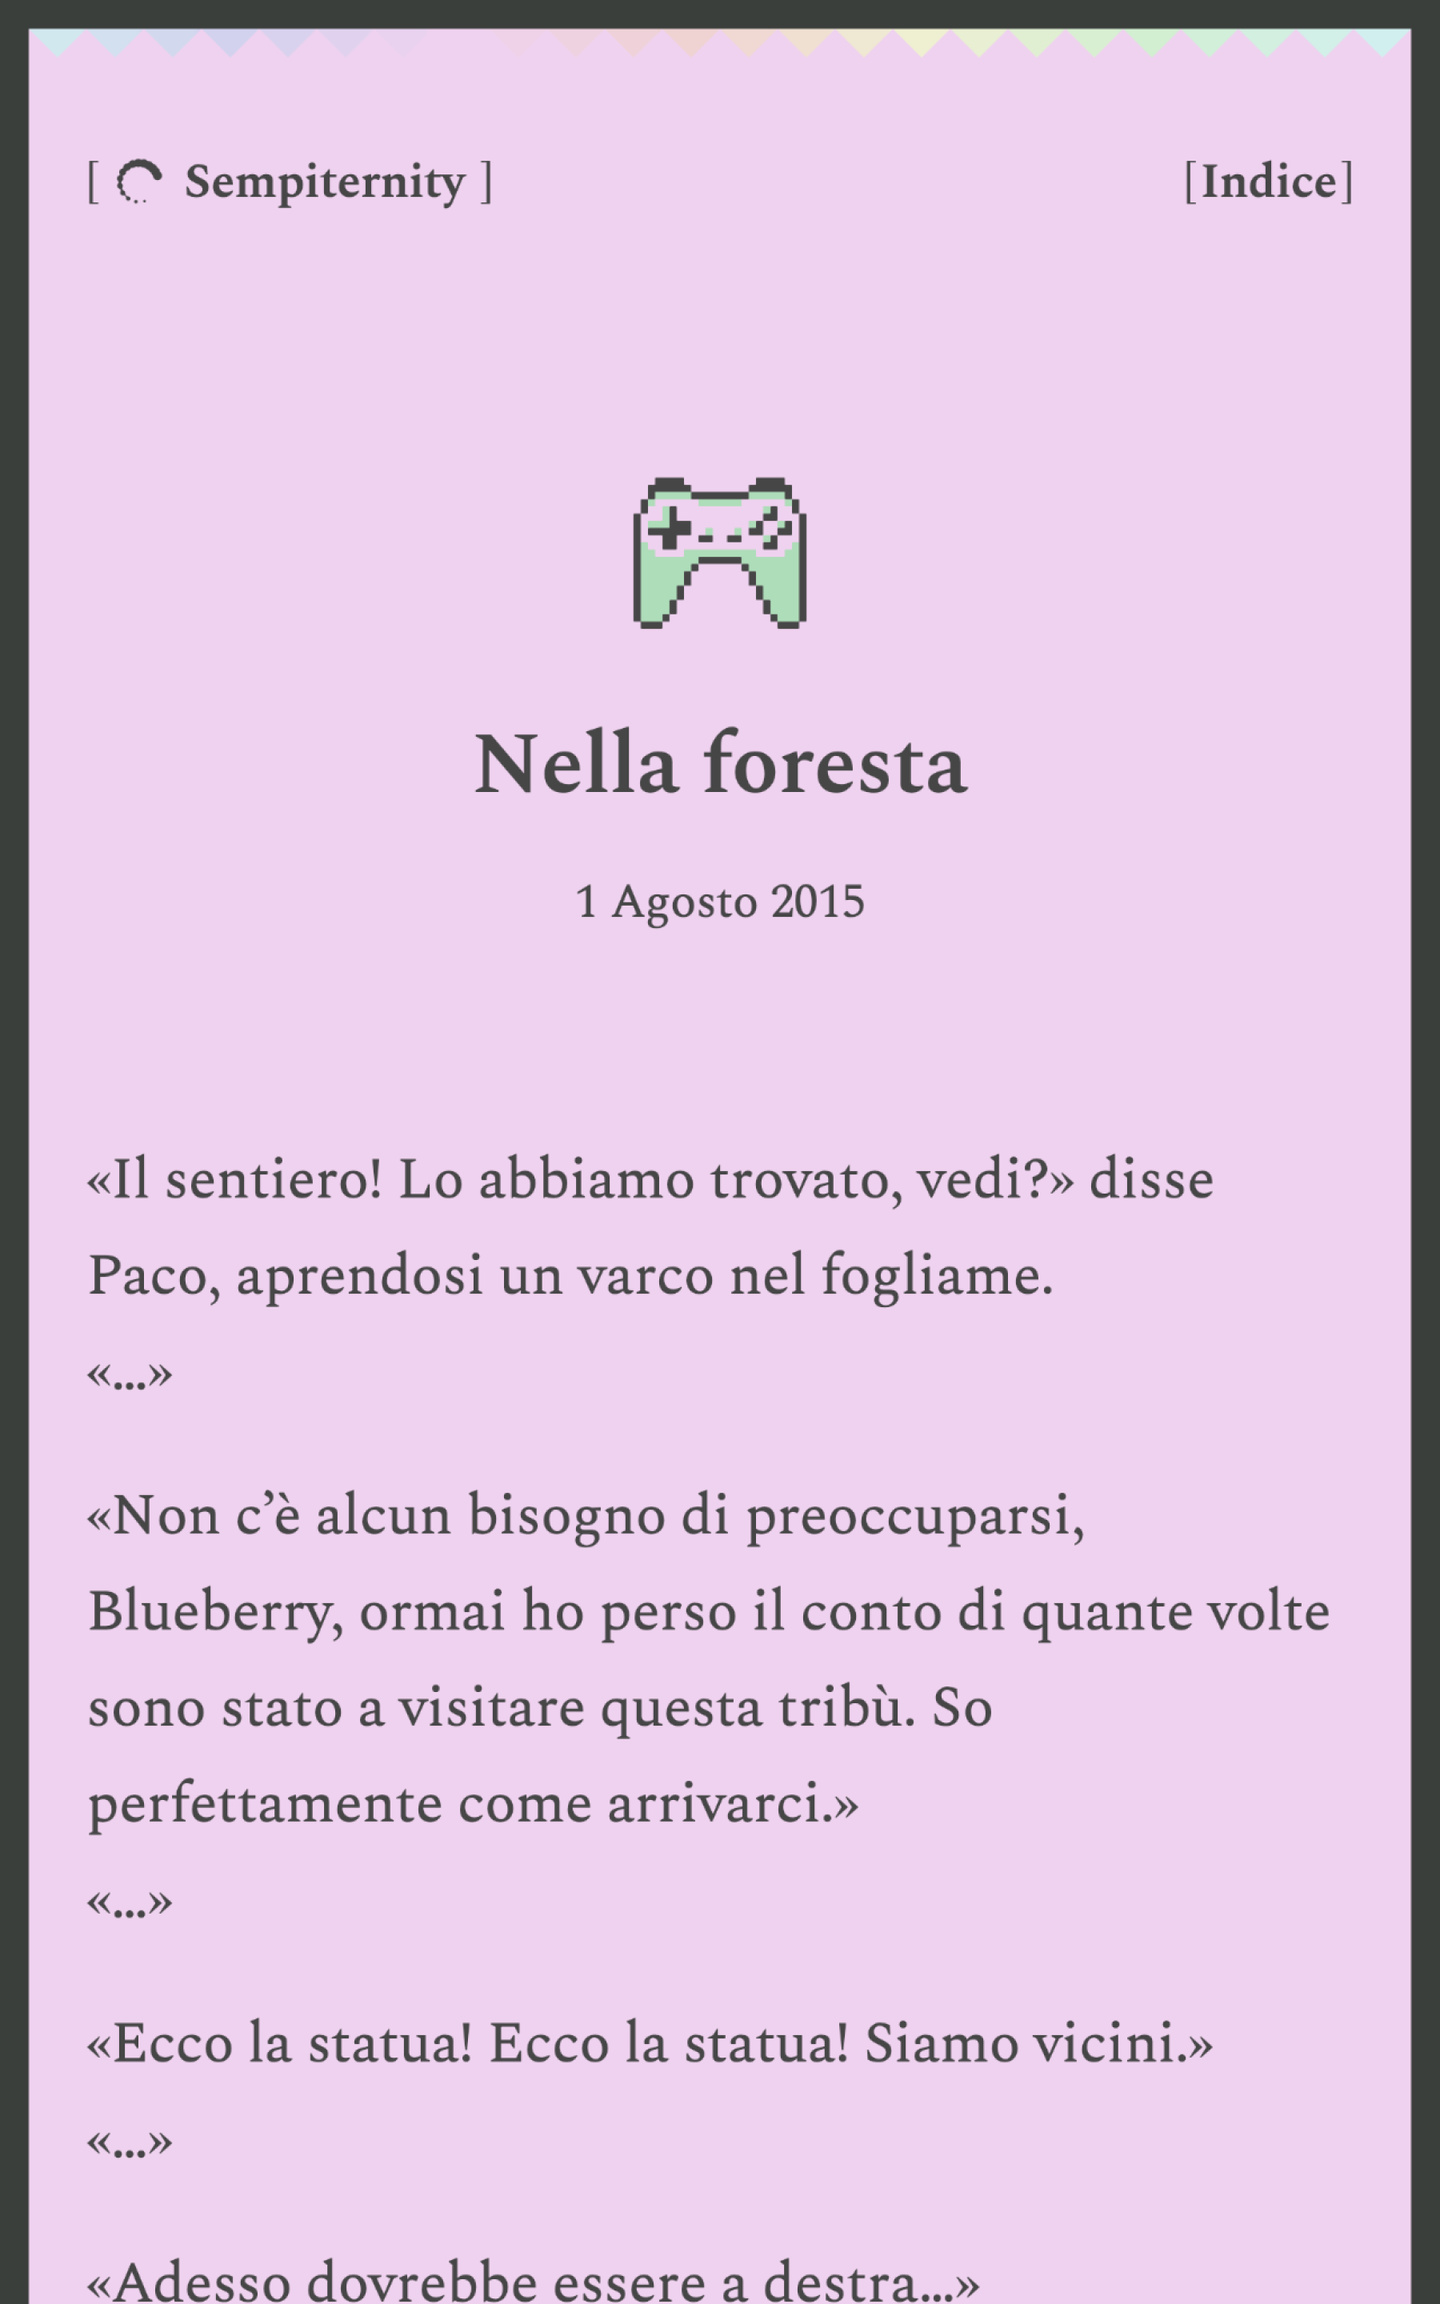 [ Sempiternity ]
[Indice]
Nella foresta
1 Agosto 2015
«Il sentiero! Lo abbiamo trovato, vedi?» disse
Paco, aprendosi un varco nel fogliame.
«…»
«Non c’è alcun bisogno di preoccuparsi,
Blueberry, ormai ho perso il conto di quante volte
sono stato a visitare questa tribù. So
perfettamente come arrivarci.»
«…»
«Ecco la statua! Ecco la statua! Siamo vicini.»
«…»
«Adesso dovrebbe essere a destra…»